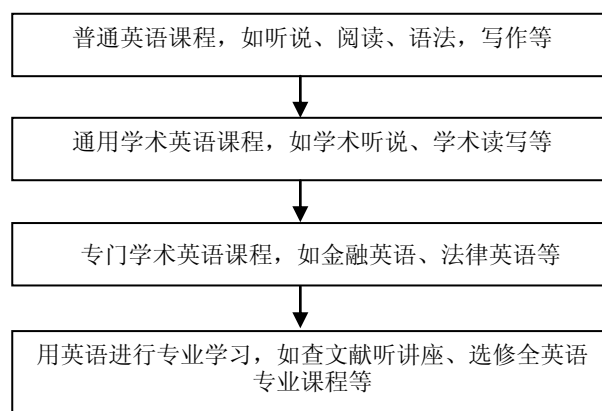 普通英语课程，如听说、阅读、语法，写作等
通用学术英语课程，如学术听说、学术读写等
专门学术英语课程，如金融英语、法律英语等
用英语进行专业学习，如查文献听讲座、选修全英语
专业课程等